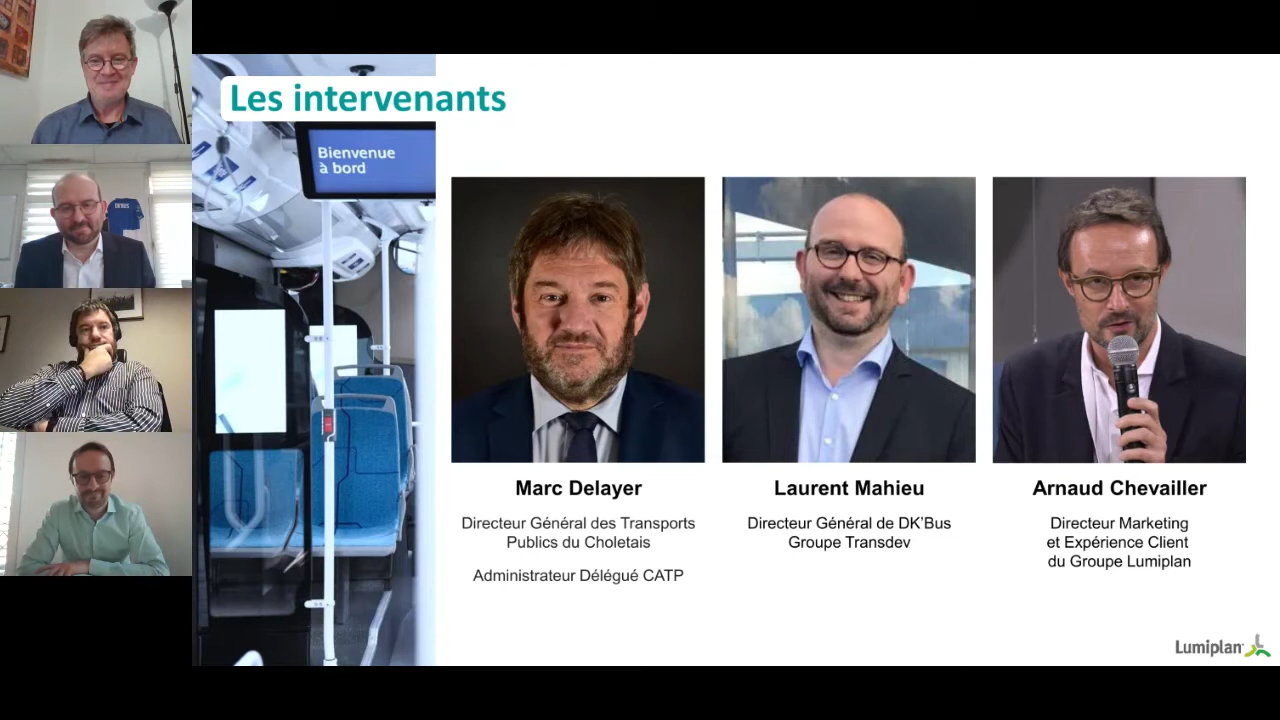 Les intervenants
Bienvenue
à bord
Marc Delayer
Directeur Général des Transports
Publics du Choletais
Administrateur Délégué CATP
Laurent Mahieu
Directeur Général de DK'Bus
Groupe Transdev
Arnaud Chevailler
Directeur Marketing
et Expérience Client
du Groupe Lumiplan
Lumiplan